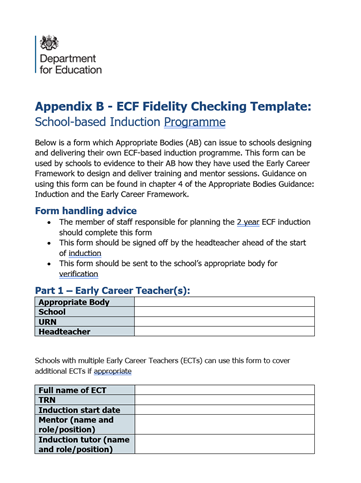 Department
for Education
Appendix B - ECF Fidelity Checking Template:
School-based Induction Programme
Below is a form which Appropriate Bodies (AB) can issue to schools designing
and delivering their own ECF-based induction programme. This form can be
used by schools to evidence to their AB how they have used the Early Career
Framework to design and deliver training and mentor sessions. Guidance on
using this form can be found in chapter 4 of the Appropriate Bodies Guidance:
Induction and the Early Career Framework.
Form handling advice
• The member of staff responsible for planning the 2 year ECF induction
should complete this form
• This form should be signed off by the headteacher ahead of the start
of induction
• This form should be sent to the school's appropriate body for
verification
Part 1 – Early Career Teacher(s):
Appropriate Body
School
URN
Headteacher
Schools with multiple Early Career Teachers (ECTs) can use this form to cover
additional ECTs if appropriate
Full name of ECT
TRN
Induction start date
Mentor (name and
role/position)
Induction tutor (name
and role/position)